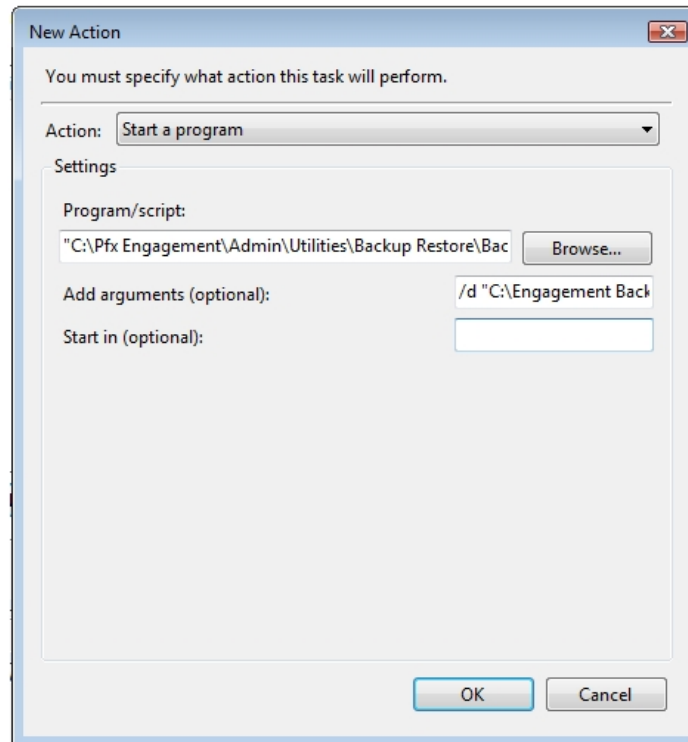 New Action
You must specify what action this task will perform.
Action: Start a program
Settings
Program/script:
"C:\Pfx Engagement\Admin\Utilities\Backup Restore\Bac Browse...
Add arguments (optional): /d "C:\Engagement Back
Start in (optional):
OK Cancel